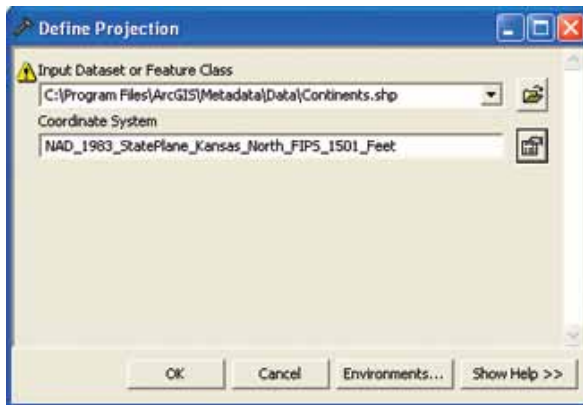 Define Projection
Input Dataset or Feature Class
C:\Program Files\ArcGIS\Metadata\Data\Continents.shp
Coordinate System
NAD_1983_StatePlane_Kansas_North_FIPS_1501_Feet
OK Cancel Environments... Show Help >>